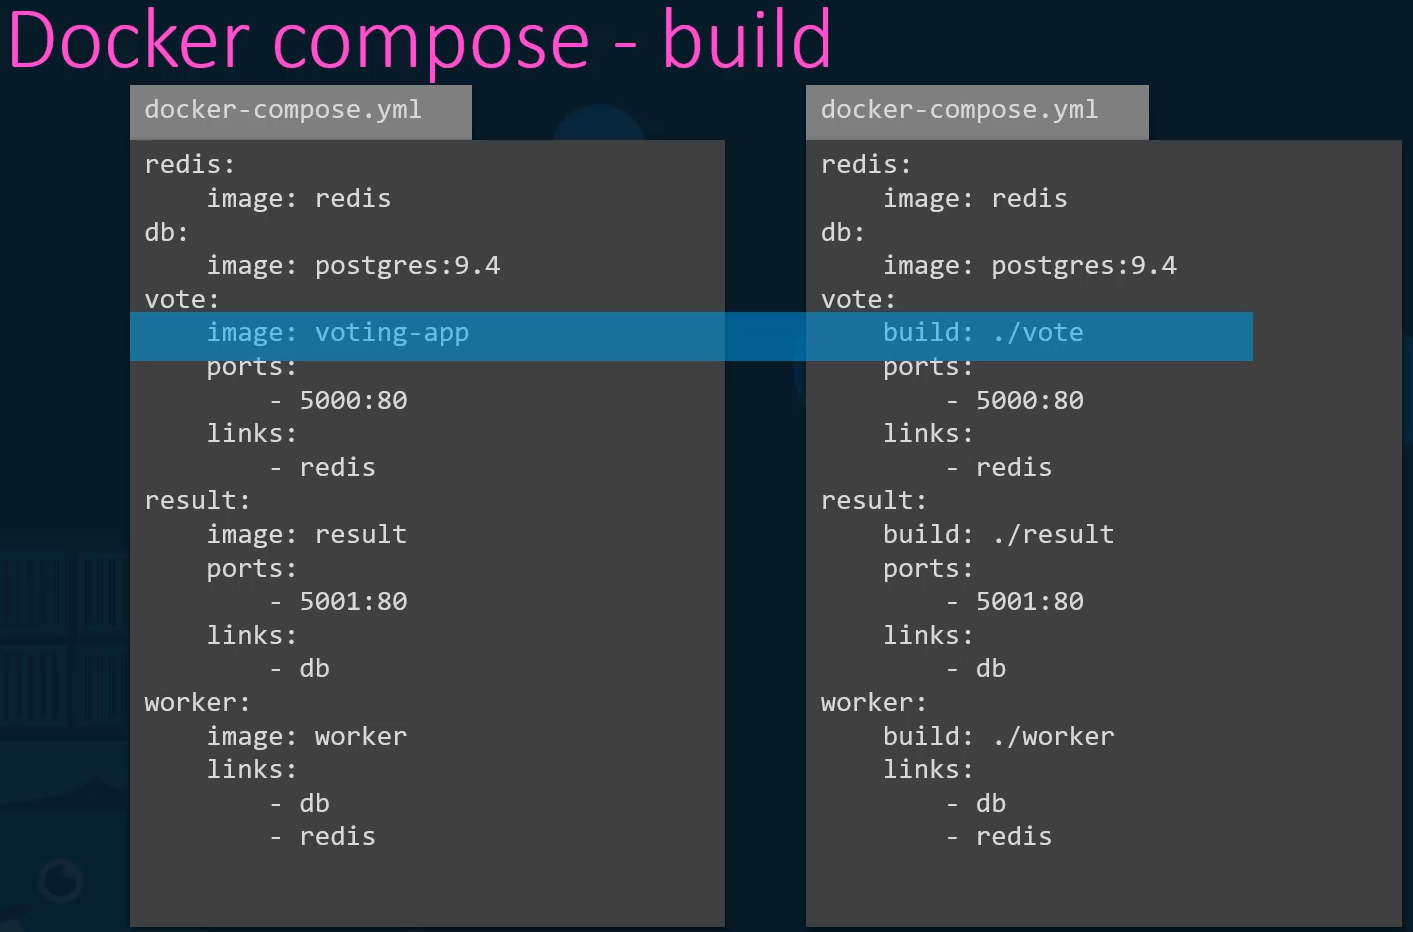 Docker compose - build
docker-compose.yml
redis:
    image: redis
db:
    image: postgres:9.4
vote:
    image: voting-app
    ports:
        - 5000:80
    links:
        - redis
result:
    image: result
    ports:
        - 5001:80
    links:
        - db
worker:
    image: worker
    links:
        - db
        - redis
docker-compose.yml
redis:
    image: redis
db:
    image: postgres:9.4
vote:
    build: ./vote
    ports:
        - 5000:80
    links:
        - redis
result:
    build: ./result
    ports:
        - 5001:80
    links:
        - db
worker:
    build: ./worker
    links:
        - db
        - redis